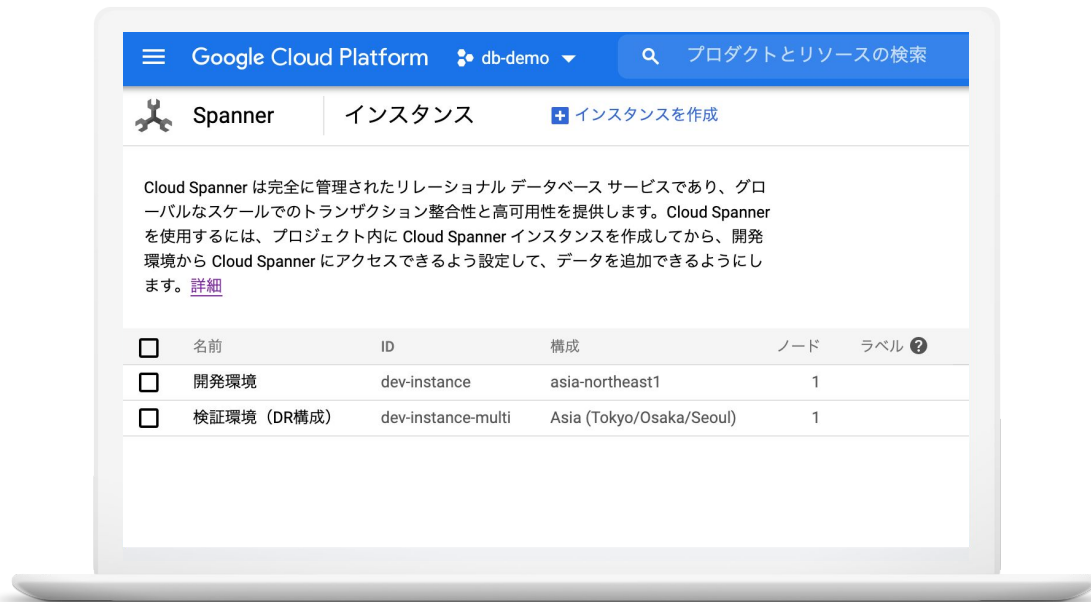 Google Cloud Platform db-demo プロダクトとリソースの検索
Spanner インスタンス インスタンスを作成
Cloud Spanner は完全に管理されたリレーショナル データベース サービスであり、グロ
ーバルなスケールでのトランザクション整合性と高可用性を提供します。Cloud Spanner
を使用するには、プロジェクト内に Cloud Spanner インスタンスを作成してから、開発
環境から Cloud Spanner にアクセスできるよう設定して、データを追加できるようにし
ます。詳細
名前 ID 構成 ノード ラベル ?
開発環境 dev-instance asia-northeast1 1
検証環境（DR構成） dev-instance-multi Asia (Tokyo/Osaka/Seoul) 1